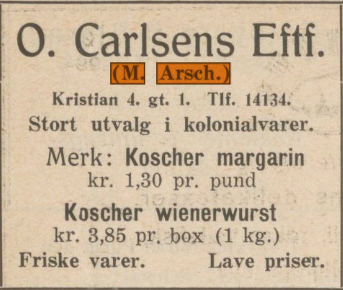 O. Carlsens Eftf.
(M. Arsch.)
Kristian 4. gt. 1. Tlf. 14134.
Stort utvalg i kolonialvarer.
Merk: Koscher margarin
kr. 1,30 pr. pund
Koscher wienerwurst
kr. 3,85 pr. box (1 kg.)
Friske varer. Lave priser.